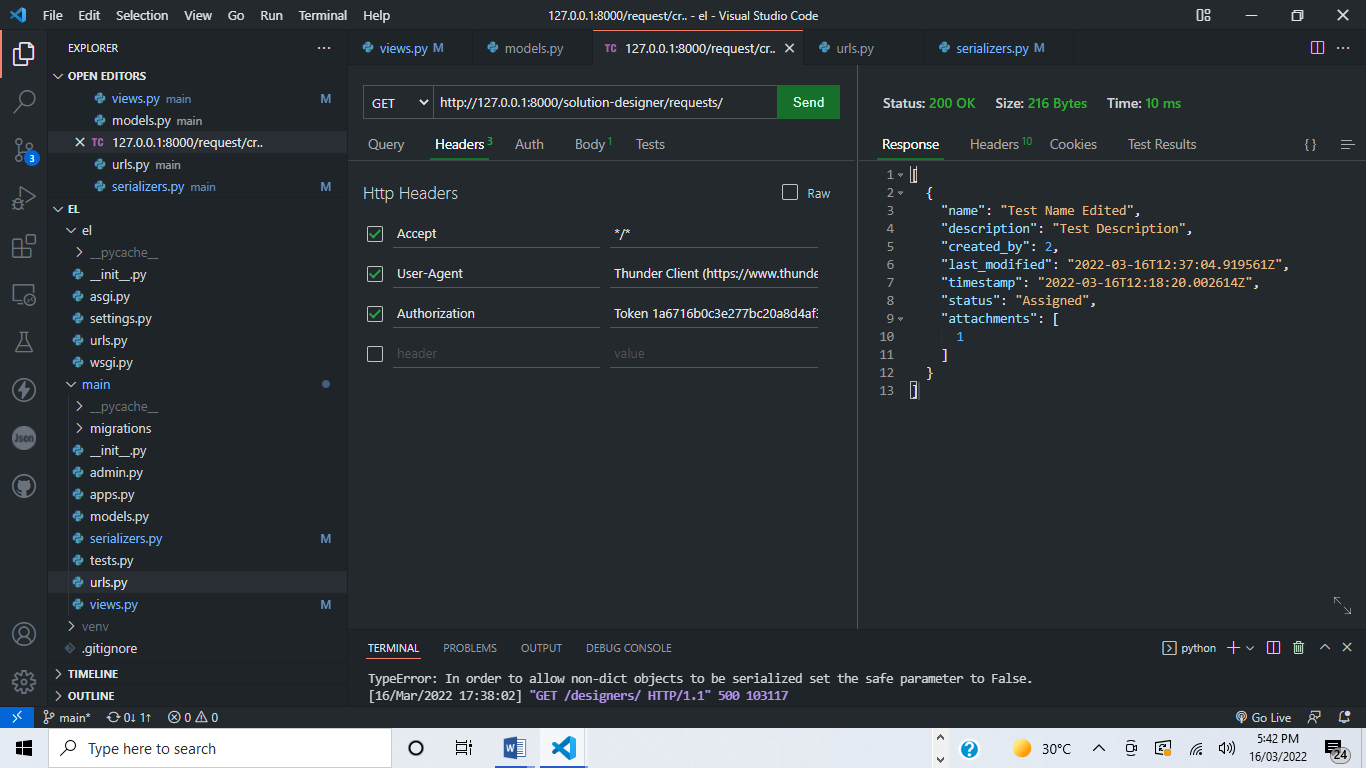 File Edit Selection View Go Run Terminal Help 127.0.0.1:8000/request/cr.. - el - Visual Studio Code
EXPLORER ···
OPEN EDITORS
views.py main M
models.py main
TC 127.0.0.1:8000/request/cr..
urls.py main
serializers.py main M
3
EL
el
__pycache__
__init__.py
asgi.py
settings.py
urls.py
wsgi.py
main
__pycache__
migrations
__init__.py
admin.py
apps.py
models.py
serializers.py M
tests.py
urls.py
views.py M
venv
.gitignore
TIMELINE
OUTLINE
Json
views.py M models.py TC 127.0.0.1:8000/request/cr.. urls.py serializers.py M ···
GET http://127.0.0.1:8000/solution-designer/requests/ Send
Query Headers 3 Auth Body 1 Tests
Http Headers Raw
Accept */*
User-Agent Thunder Client (https://www.thunde
Authorization Token 1a6716b0c3e277bc20a8d4af3
header value
Status: 200 OK Size: 216 Bytes Time: 10 ms
Response Headers 10 Cookies Test Results { }
1 [
2 {
3 "name": "Test Name Edited",
4 "description": "Test Description",
5 "created_by": 2,
6 "last_modified": "2022-03-16T12:37:04.919561Z",
7 "timestamp": "2022-03-16T12:18:20.002614Z",
8 "status": "Assigned",
9 "attachments": [
10 1
11 ]
12 }
13 ]
TERMINAL PROBLEMS OUTPUT DEBUG CONSOLE python
TypeError: In order to allow non-dict objects to be serialized set the safe parameter to False.
[16/Mar/2022 17:38:02] "GET /designers/ HTTP/1.1" 500 103117
main* 0↓ 1↑ 0 0 Go Live
Type here to search 30°C 5:42 PM
16/03/2022 24